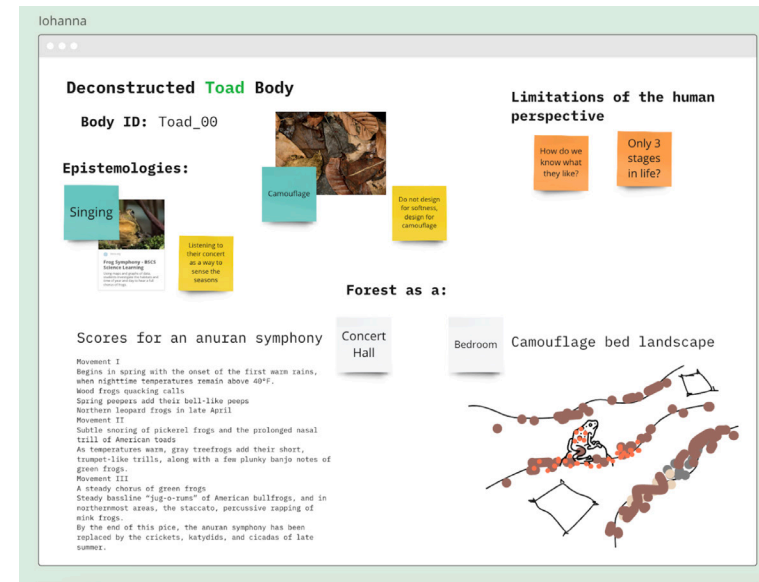 Iohanna
Deconstructed Toad Body
Body ID: Toad_00
Epistemologies:
Singing
Frog Symphony - BSCS
Science Learning
Listening to
their concert
as a way to
sense the
seasons
Camouflage
Do not design
for softness,
design for
camouflage
Limitations of the human
perspective
How do we
know what
they like?
Only 3
stages
in life?
Forest as a:
Concert
Hall
Bedroom
Scores for an anuran symphony
Movement I
Begins in spring with the onset of the first warm rains,
when nighttime temperatures remain above 40°F.
Wood frogs quacking calls
Spring peepers add their bell-like peeps
Northern leopard frogs in late April
Movement II
Subtle snoring of pickerel frogs and the prolonged nasal
trill of American toads
As temperatures warm, gray treefrogs add their short,
trumpet-like trills, along with a few plunky banjo notes of
green frogs.
Movement III
A steady chorus of green frogs
Steady bassline “jug-o-rums” of American bullfrogs, and in
northernmost areas, the staccato, percussive rapping of
mink frogs.
By the end of this pice, the anuran symphony has been
replaced by the crickets, katydids, and cicadas of late
summer.
Camouflage bed landscape